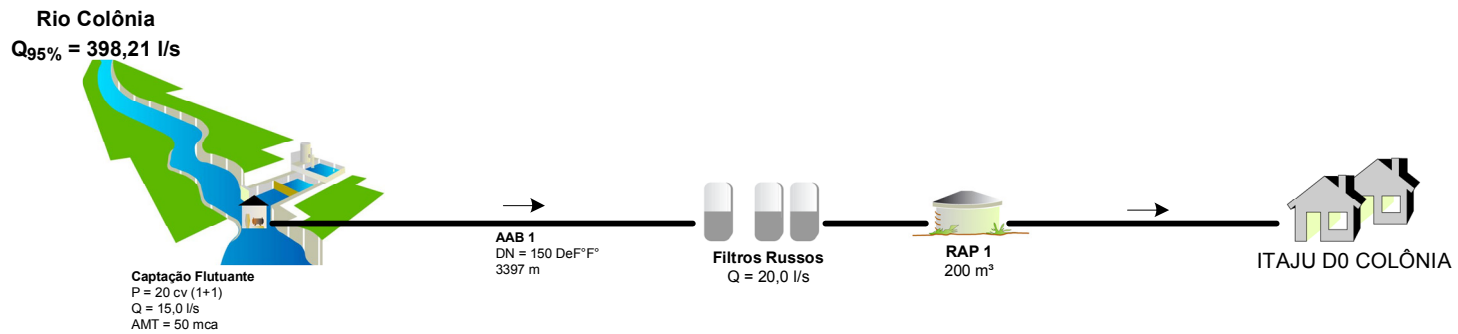 Rio Colônia
Q95% = 398,21 l/s
Captação Flutuante
P = 20 cv (1+1)
Q = 15,0 l/s
AMT = 50 mca
AAB 1
DN = 150 DeF°F°
3397 m
Filtros Russos
Q = 20,0 l/s
RAP 1
200 m³
ITAJU D0 COLÔNIA